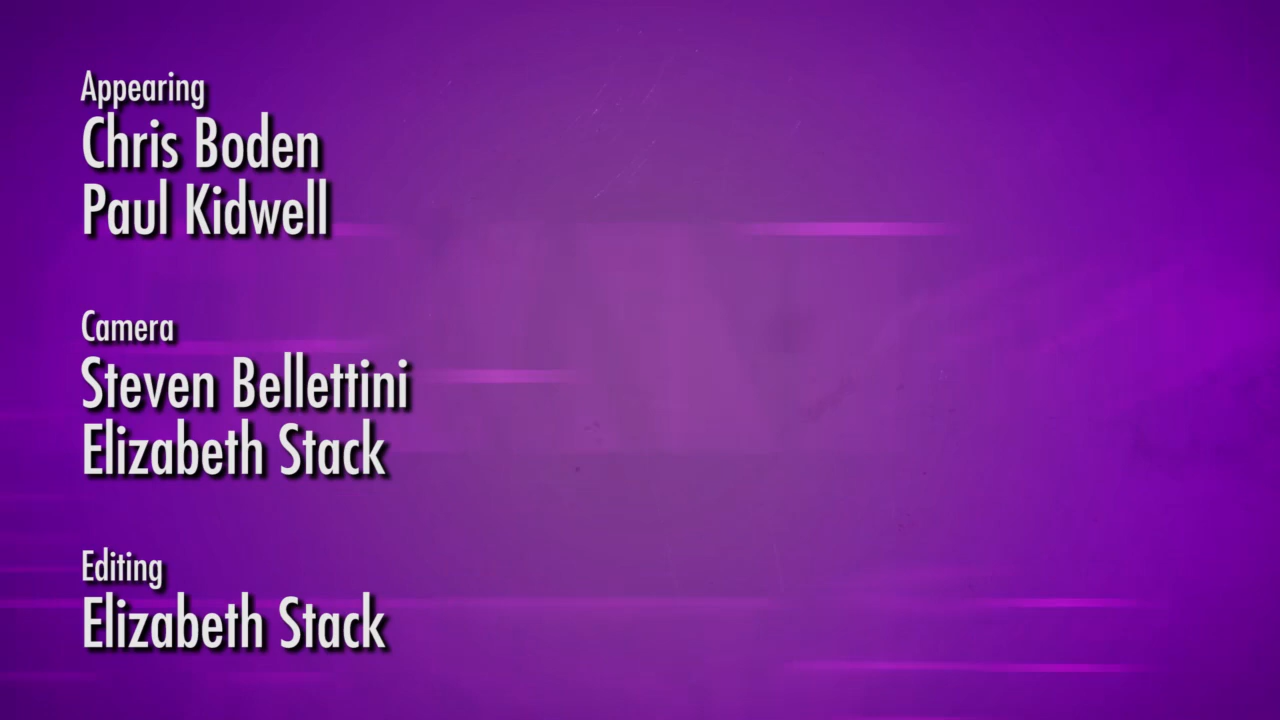 Appearing
Chris Boden
Paul Kidwell
Camera
Steven Bellettini
Elizabeth Stack
Editing
Elizabeth Stack